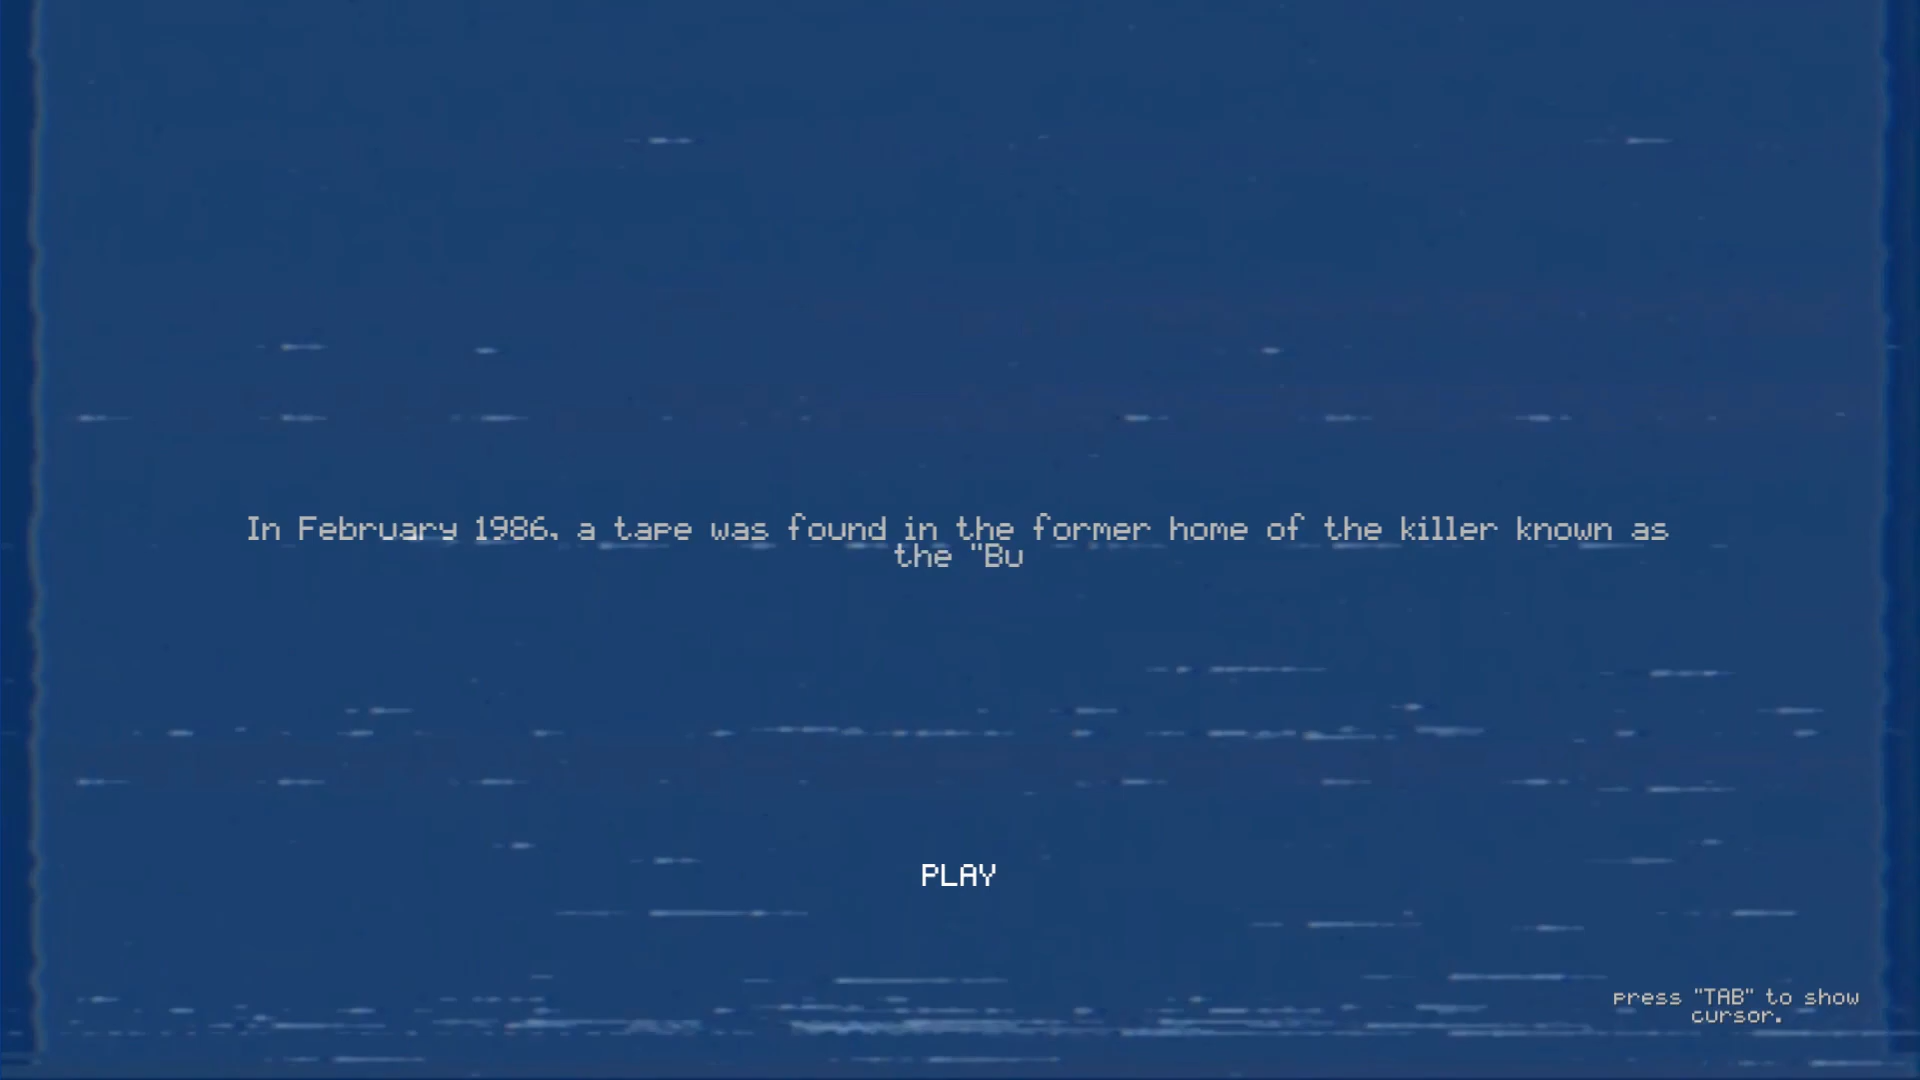 In February 1986, a tape was found in the former home of the killer known as
the "Bu
PLAY
press "TAB" to show
cursor.